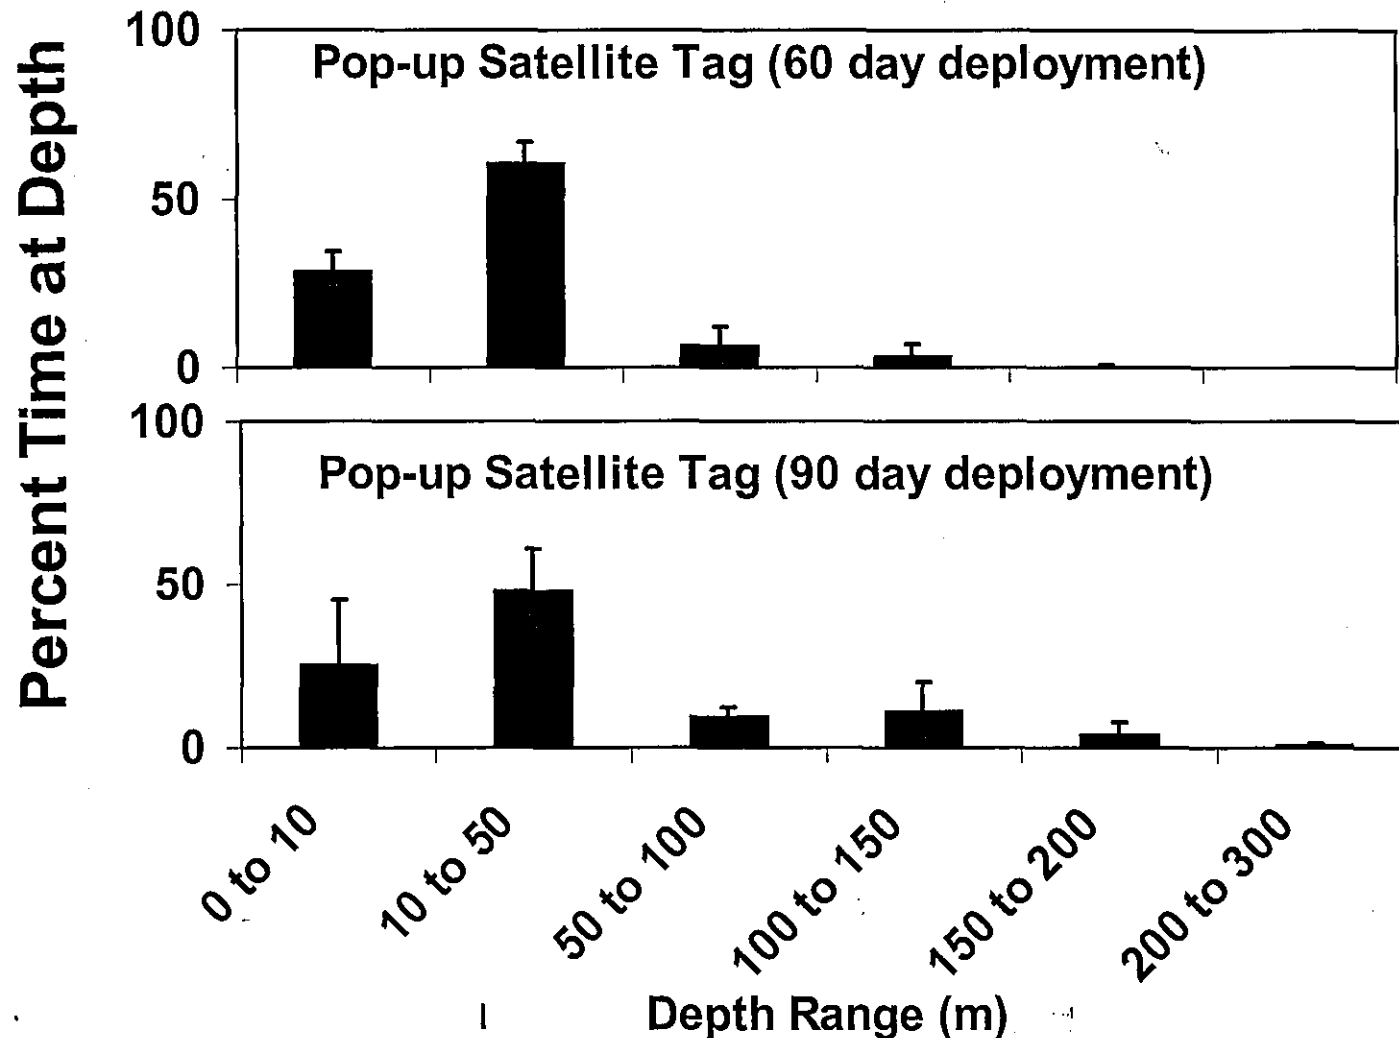 Percent Time at Depth
Pop-up Satellite Tag (60 day deployment)
100
50
0
Pop-up Satellite Tag (90 day deployment)
100
50
0
0 to 10
10 to 50
50 to 100
100 to 150
150 to 200
200 to 300
Depth Range (m)